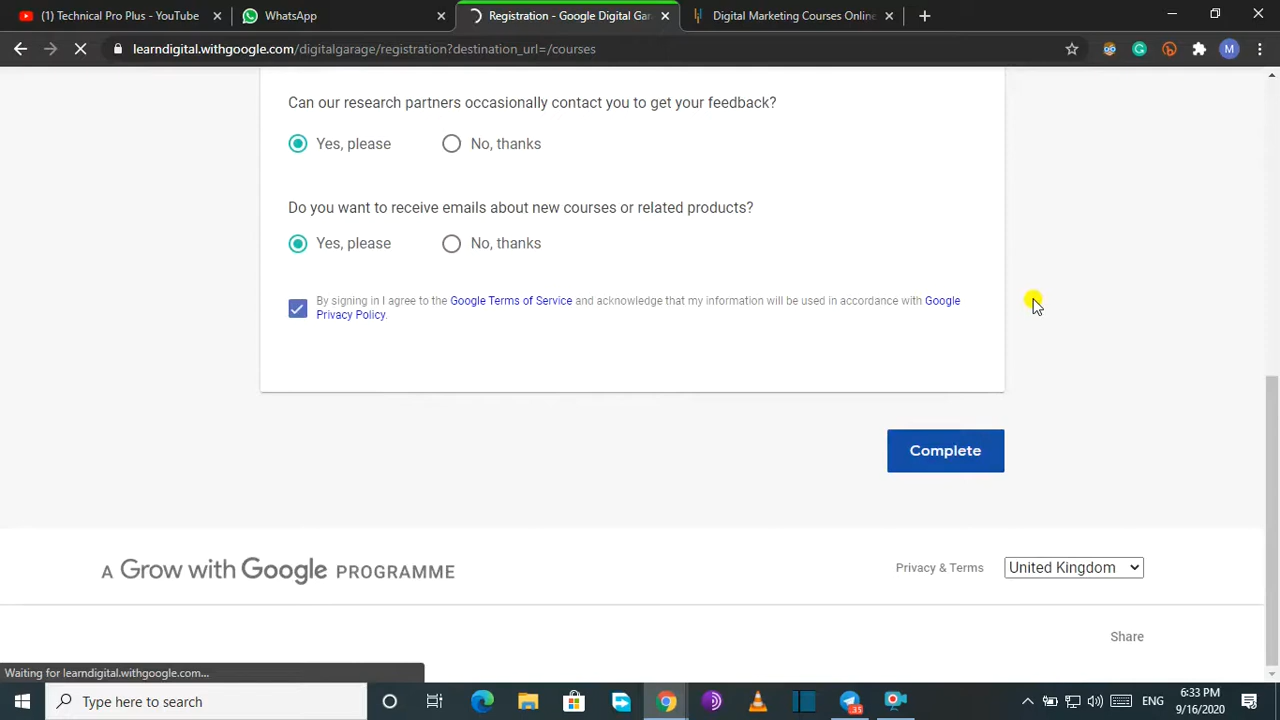 (1) Technical Pro Plus - YouTube
WhatsApp
Registration - Google Digital Gar
Digital Marketing Courses Online
learndigital.withgoogle.com/digitalgarage/registration?destination_url=/courses
M
Can our research partners occasionally contact you to get your feedback?
Yes, please
No, thanks
Do you want to receive emails about new courses or related products?
Yes, please
No, thanks
By signing in I agree to the Google Terms of Service and acknowledge that my information will be used in accordance with Google
Privacy Policy.
Complete
A Grow with Google PROGRAMME
Privacy & Terms
United Kingdom
Share
Waiting for learndigital.withgoogle.com...
Type here to search
35
ENG
6:33 PM
9/16/2020